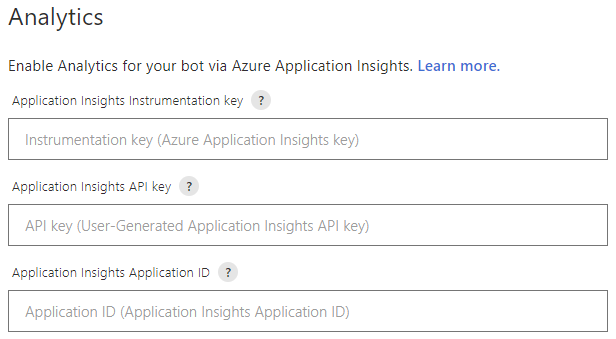 Analytics
Enable Analytics for your bot via Azure Application Insights. Learn more.
Application Insights Instrumentation key ?
Instrumentation key (Azure Application Insights key)
Application Insights API key ?
API key (User-Generated Application Insights API key)
Application Insights Application ID ?
Application ID (Application Insights Application ID)